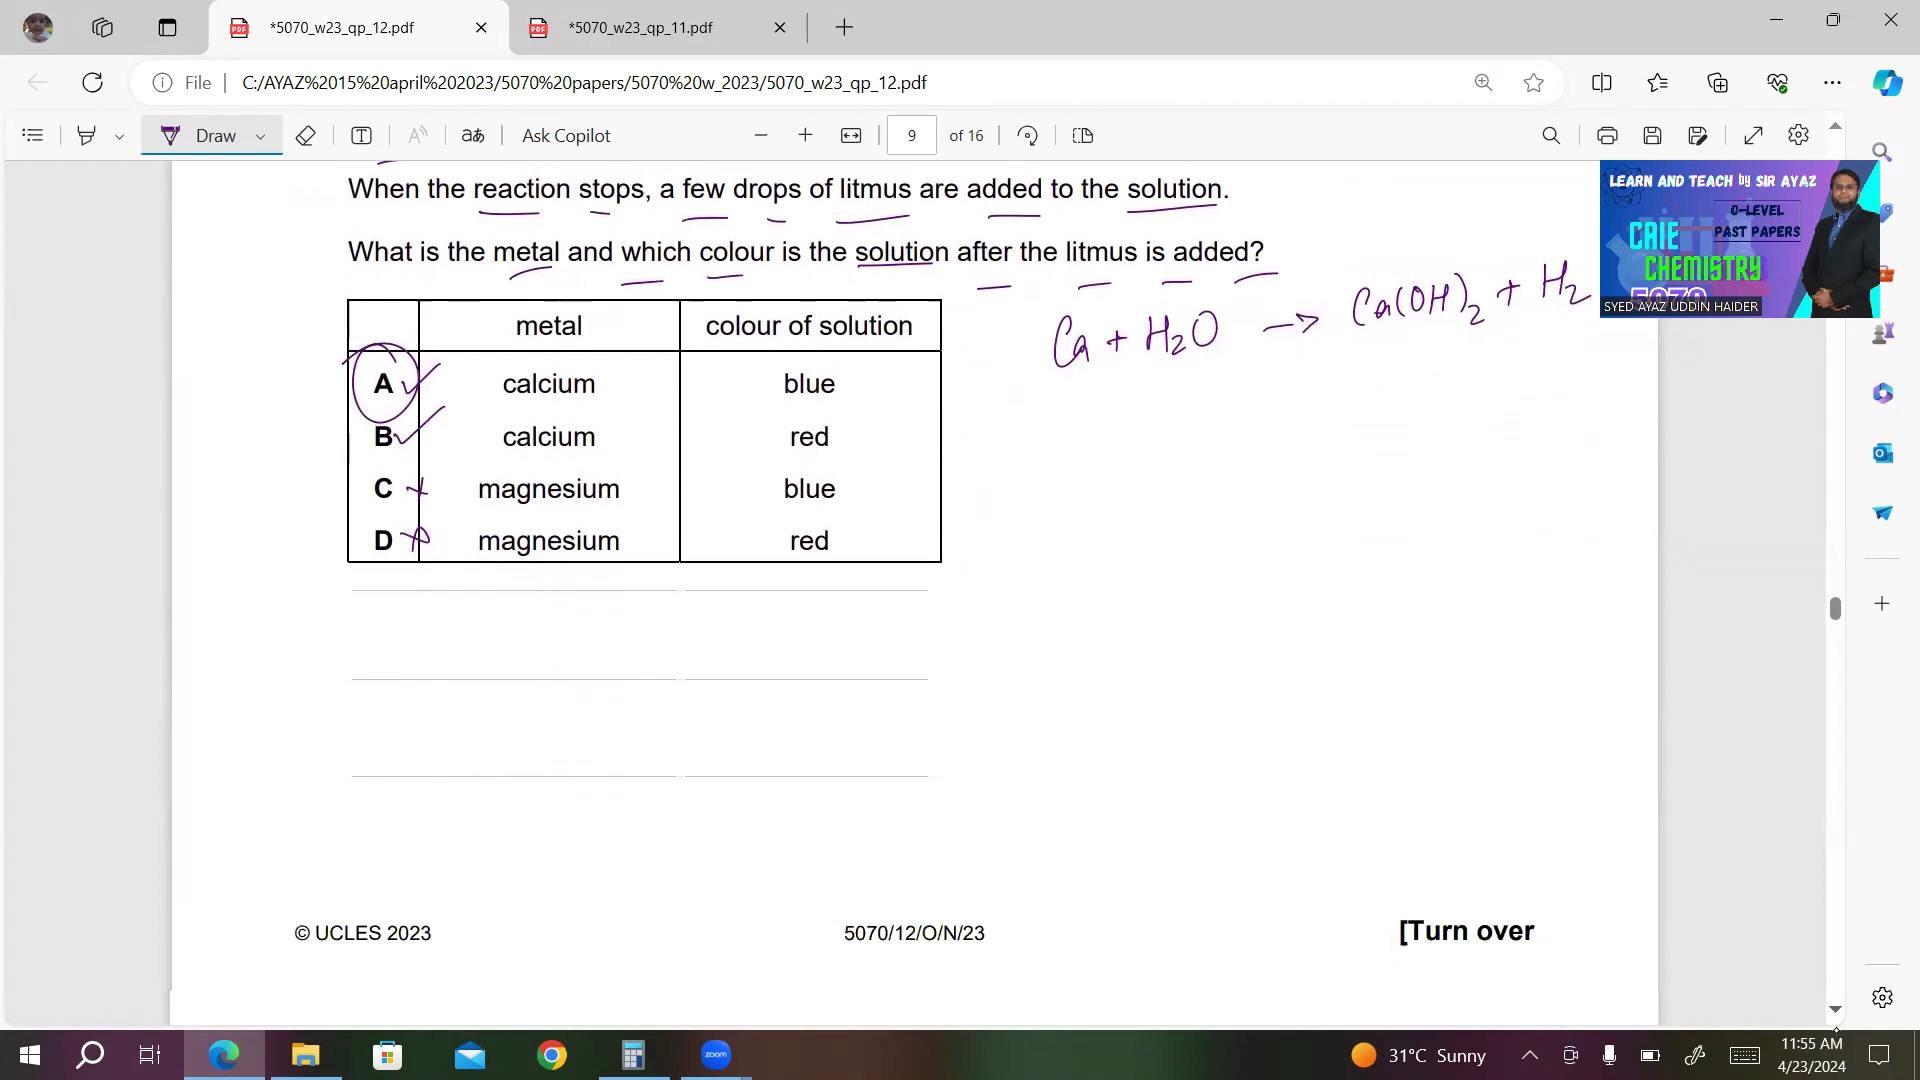 *5070_w23_qp_12.pdf
*5070_w23_qp_11.pdf
File
C:/AYAZ%2015%20april%202023/5070%20papers/5070%20w_2023/5070_w23_qp_12.pdf
Draw
Ask Copilot
9 of 16
When the reaction stops, a few drops of litmus are added to the solution.
What is the metal and which colour is the solution after the litmus is added?
Ca + H2O → Ca(OH)2 + H2
metal colour of solution
A calcium blue
B calcium red
C magnesium blue
D magnesium red
LEARN AND TEACH by SIR AYAZ
O-LEVEL
PAST PAPERS
CAIE
CHEMISTRY
5070
SYED AYAZ UDDIN HAIDER
© UCLES 2023
5070/12/O/N/23
[Turn over
zoom
31°C Sunny
11:55 AM
4/23/2024